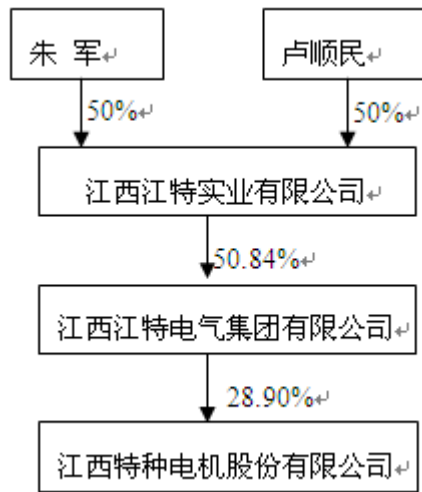 朱 军↵
卢顺民↵
50%↵
50%↵
江西江特实业有限公司↵
50.84%↵
江西江特电气集团有限公司↵
28.90%↵
江西特种电机股份有限公司↵